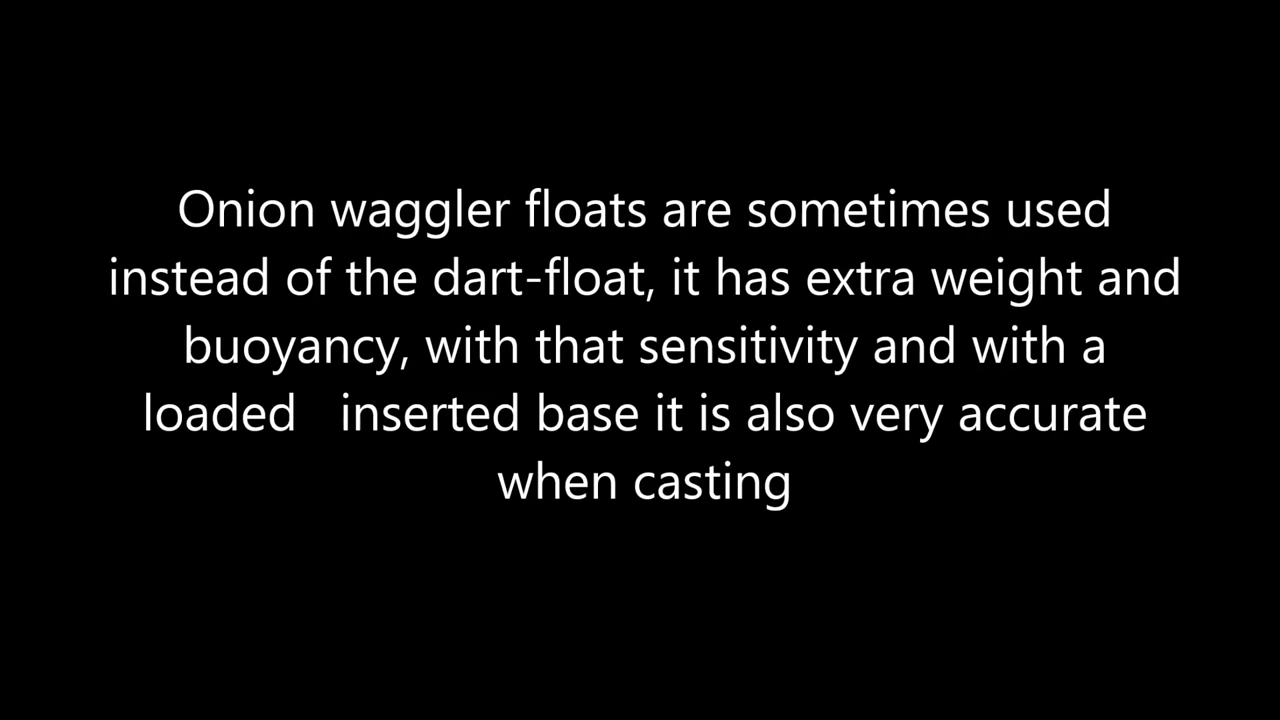 Onion waggler floats are sometimes used
instead of the dart-float, it has extra weight and
buoyancy, with that sensitivity and with a
loaded   inserted base it is also very accurate
when casting